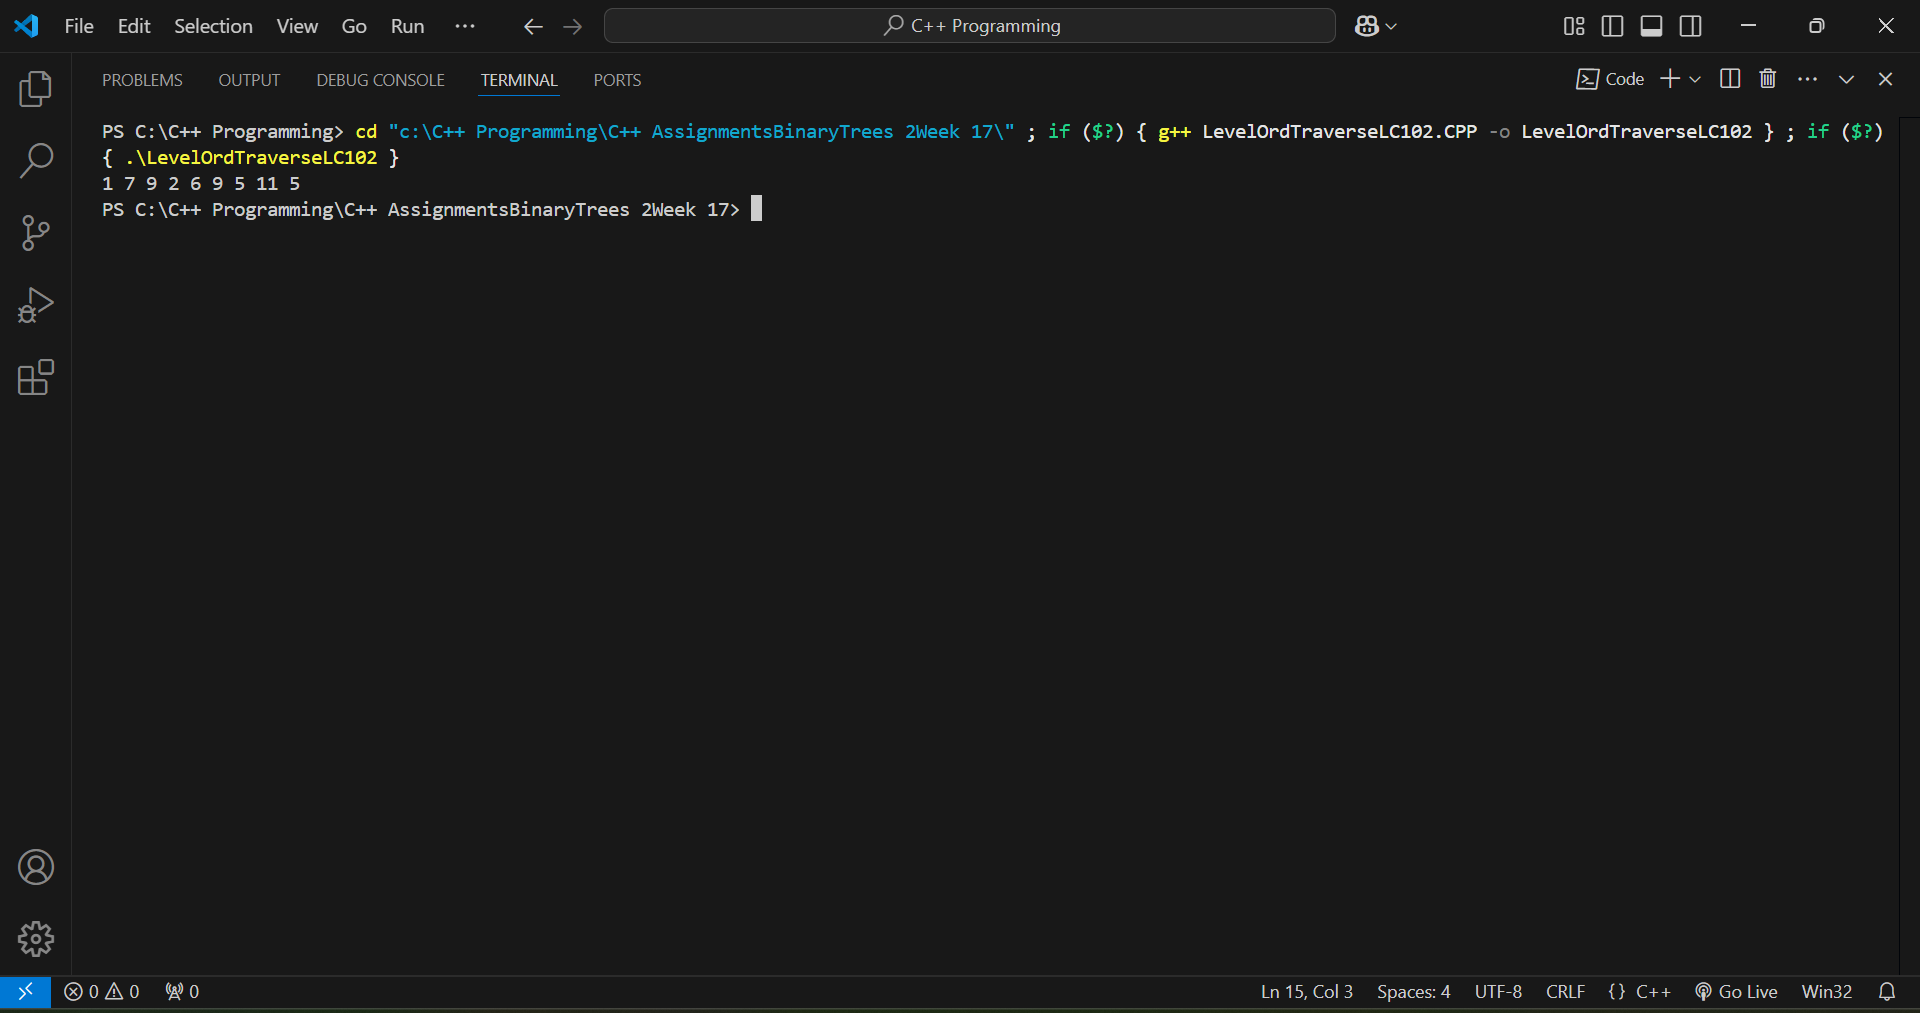 File Edit Selection View Go Run ··· C++ Programming
PROBLEMS OUTPUT DEBUG CONSOLE TERMINAL PORTS Code
PS C:\C++ Programming> cd "c:\C++ Programming\C++ AssignmentsBinaryTrees 2Week 17\" ; if ($?) { g++ LevelOrdTraverseLC102.CPP -o LevelOrdTraverseLC102 } ; if ($?)
{ .\LevelOrdTraverseLC102 }
1 7 9 2 6 9 5 11 5
PS C:\C++ Programming\C++ AssignmentsBinaryTrees 2Week 17>
0 0 0 Ln 15, Col 3 Spaces: 4 UTF-8 CRLF {} C++ Go Live Win32